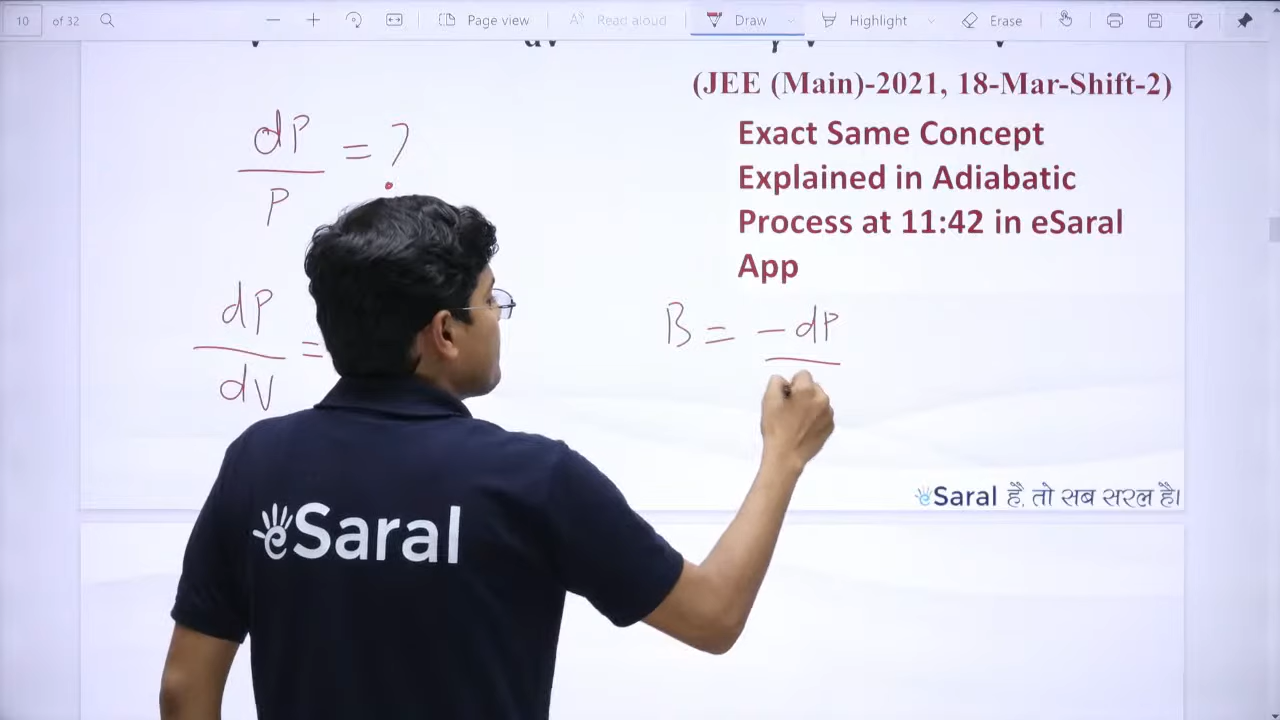 10 of 32 Page view Read aloud Draw Highlight Erase
(JEE (Main)-2021, 18-Mar-Shift-2)
dP
P
= ?
Exact Same Concept
Explained in Adiabatic
Process at 11:42 in eSaral
App
dP
dV
=
B = -dP
eSaral है, तो सब सरल है।
eSaral